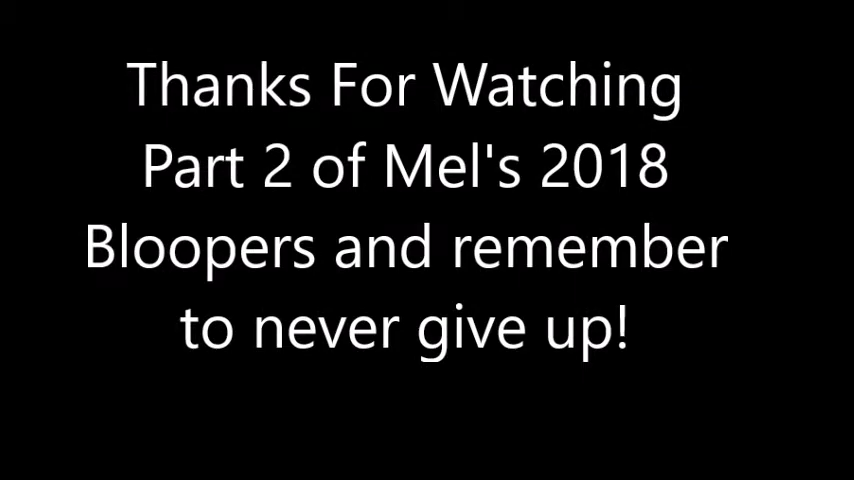 Thanks For Watching
Part 2 of Mel's 2018
Bloopers and remember
to never give up!